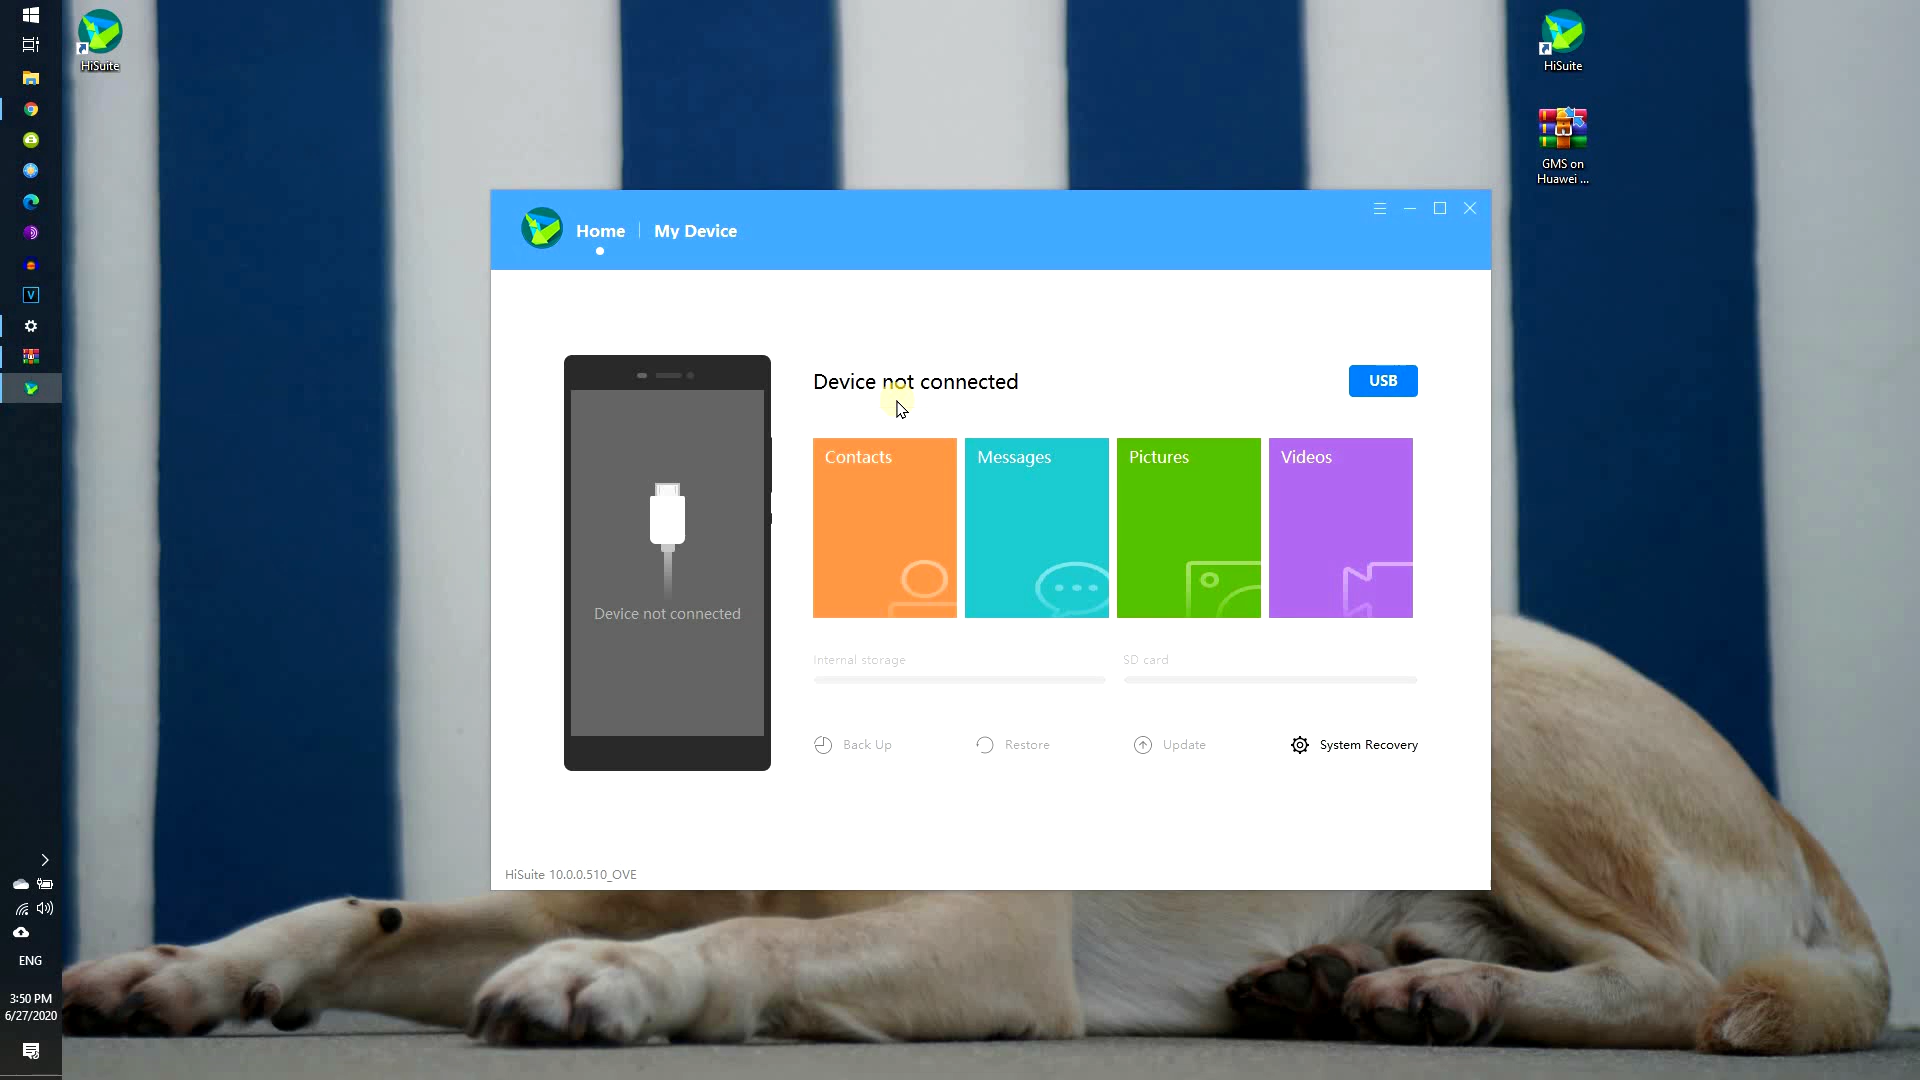 HiSuite
HiSuite
GMS on
Huawei ...
Home
My Device
Device not connected
USB
Contacts
Messages
Pictures
Videos
Device not connected
Internal storage
SD card
Back Up
Restore
Update
System Recovery
HiSuite 10.0.0.510_OVE
V
ENG
3:50 PM
6/27/2020